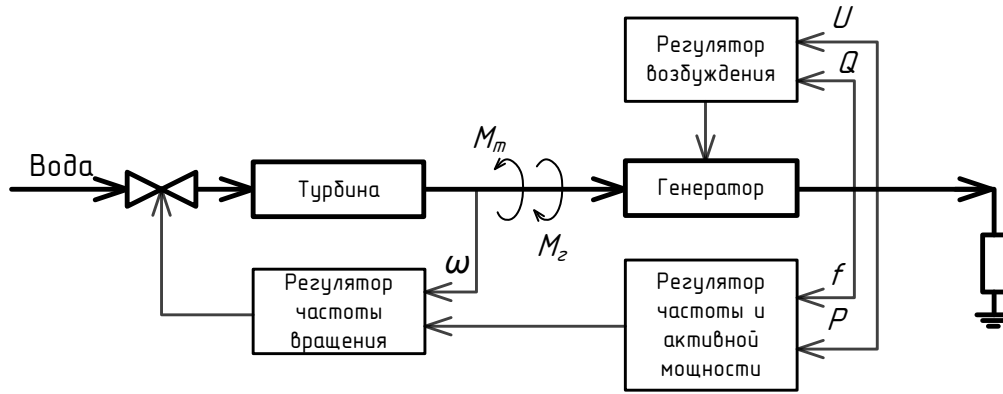 Регулятор
возбуждения
U
Q
Вода
Турбина
Mт
Mг
Генератор
ω
Регулятор
частоты
вращения
Регулятор
частоты и
активной
мощности
f
P